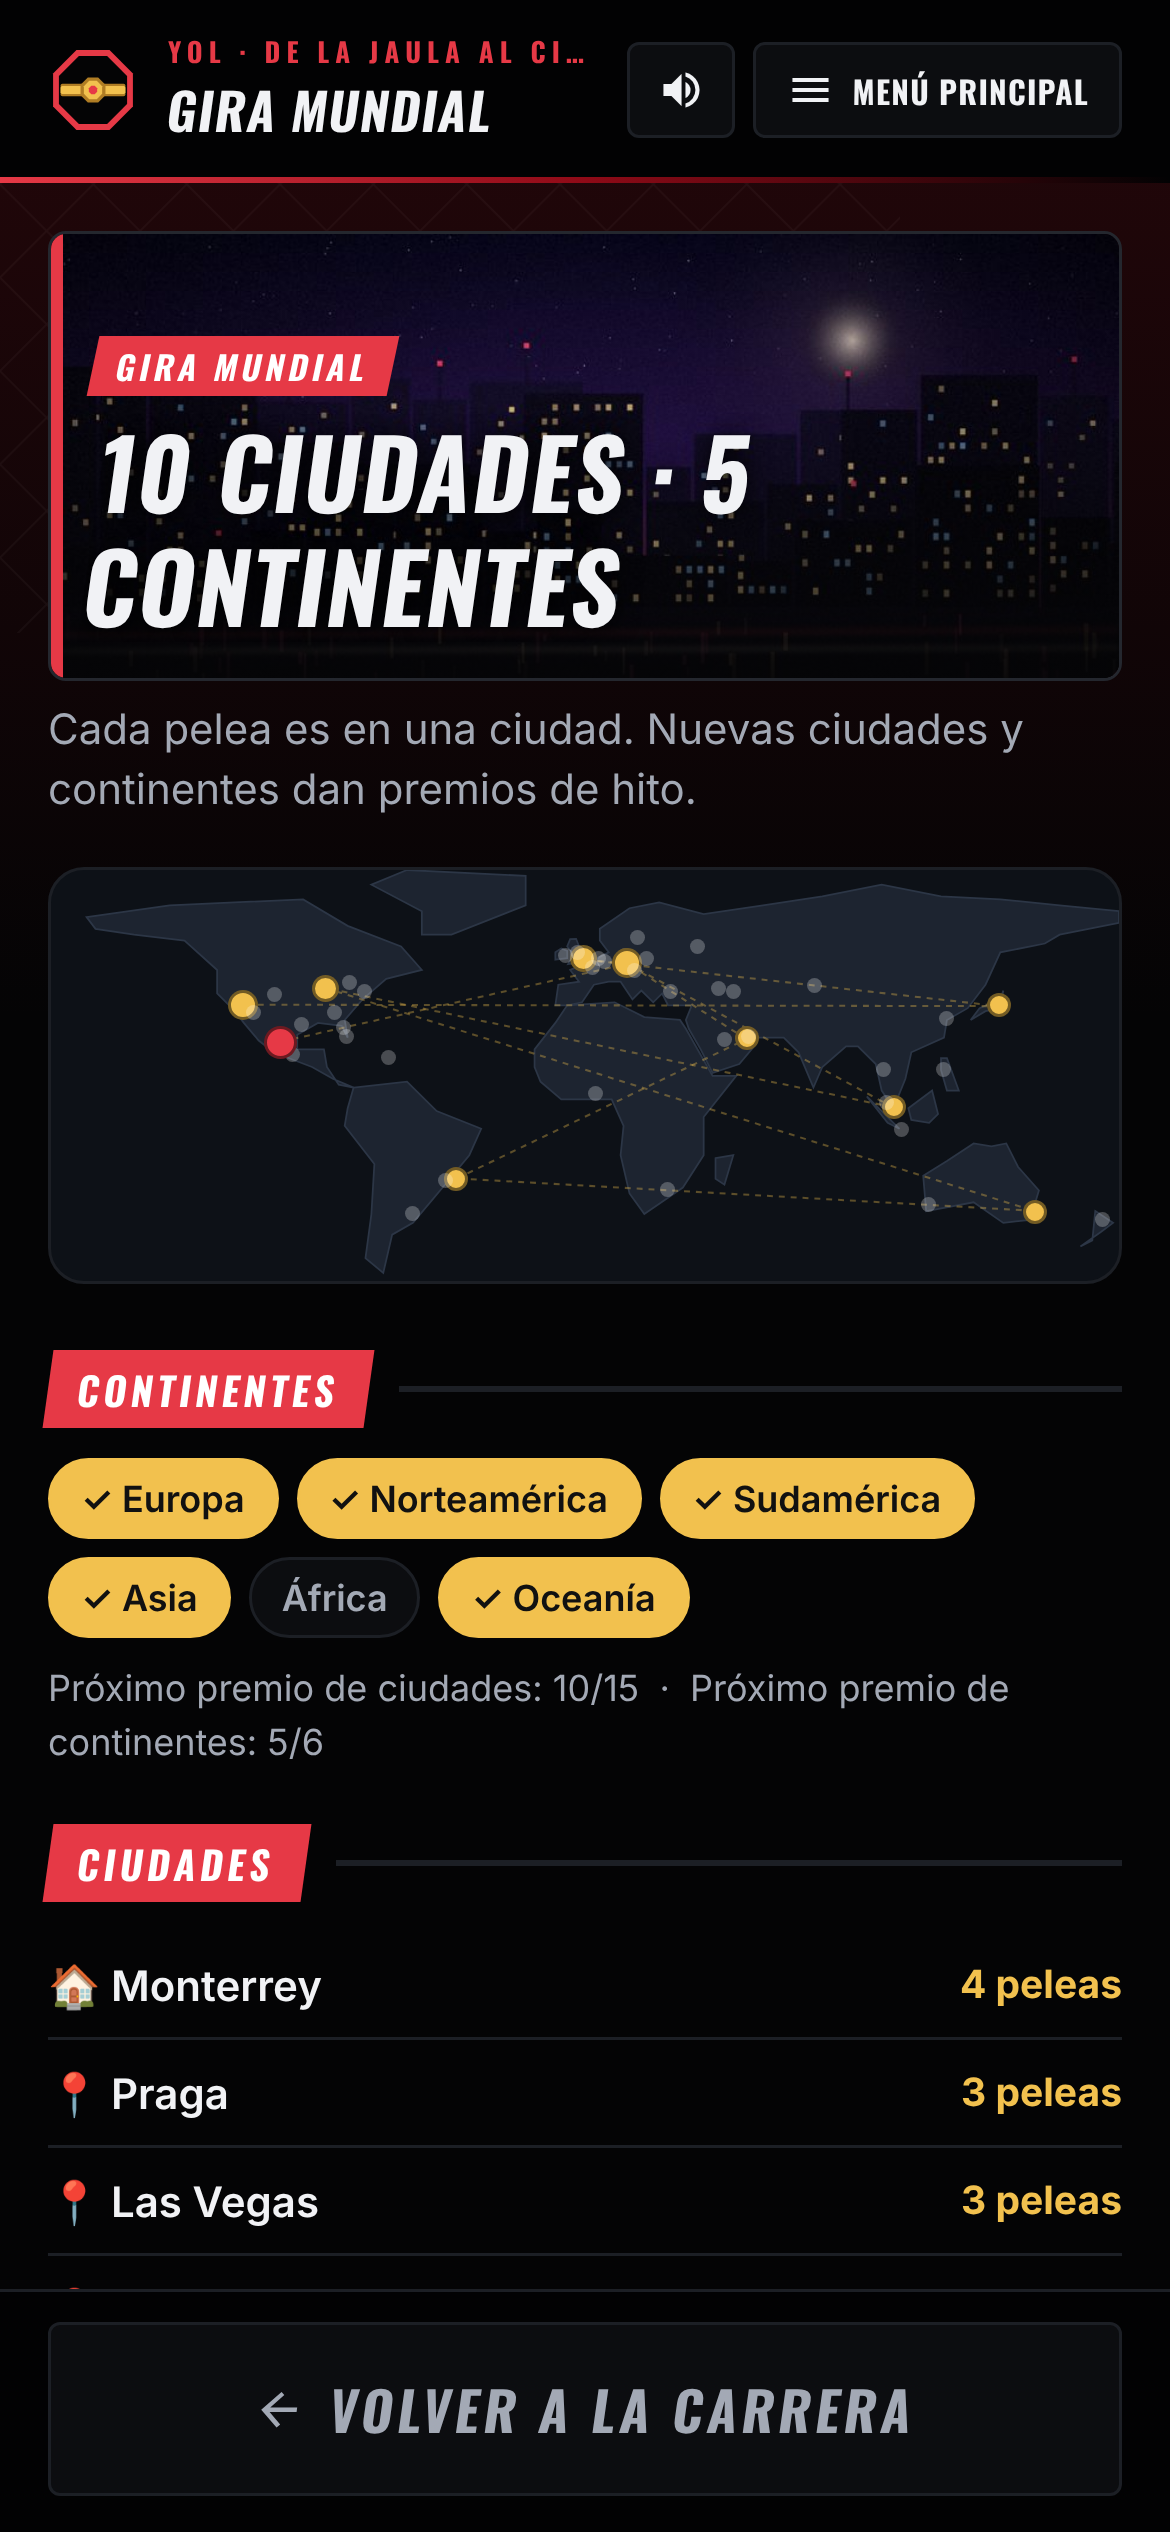 YOL · DE LA JAULA AL CI…
GIRA MUNDIAL
MENÚ PRINCIPAL
GIRA MUNDIAL
10 CIUDADES · 5
CONTINENTES
Cada pelea es en una ciudad. Nuevas ciudades y
continentes dan premios de hito.
CONTINENTES
✓ Europa
✓ Norteamérica
✓ Sudamérica
✓ Asia
África
✓ Oceanía
Próximo premio de ciudades: 10/15 · Próximo premio de
continentes: 5/6
CIUDADES
Monterrey 4 peleas
Praga 3 peleas
Las Vegas 3 peleas
← VOLVER A LA CARRERA